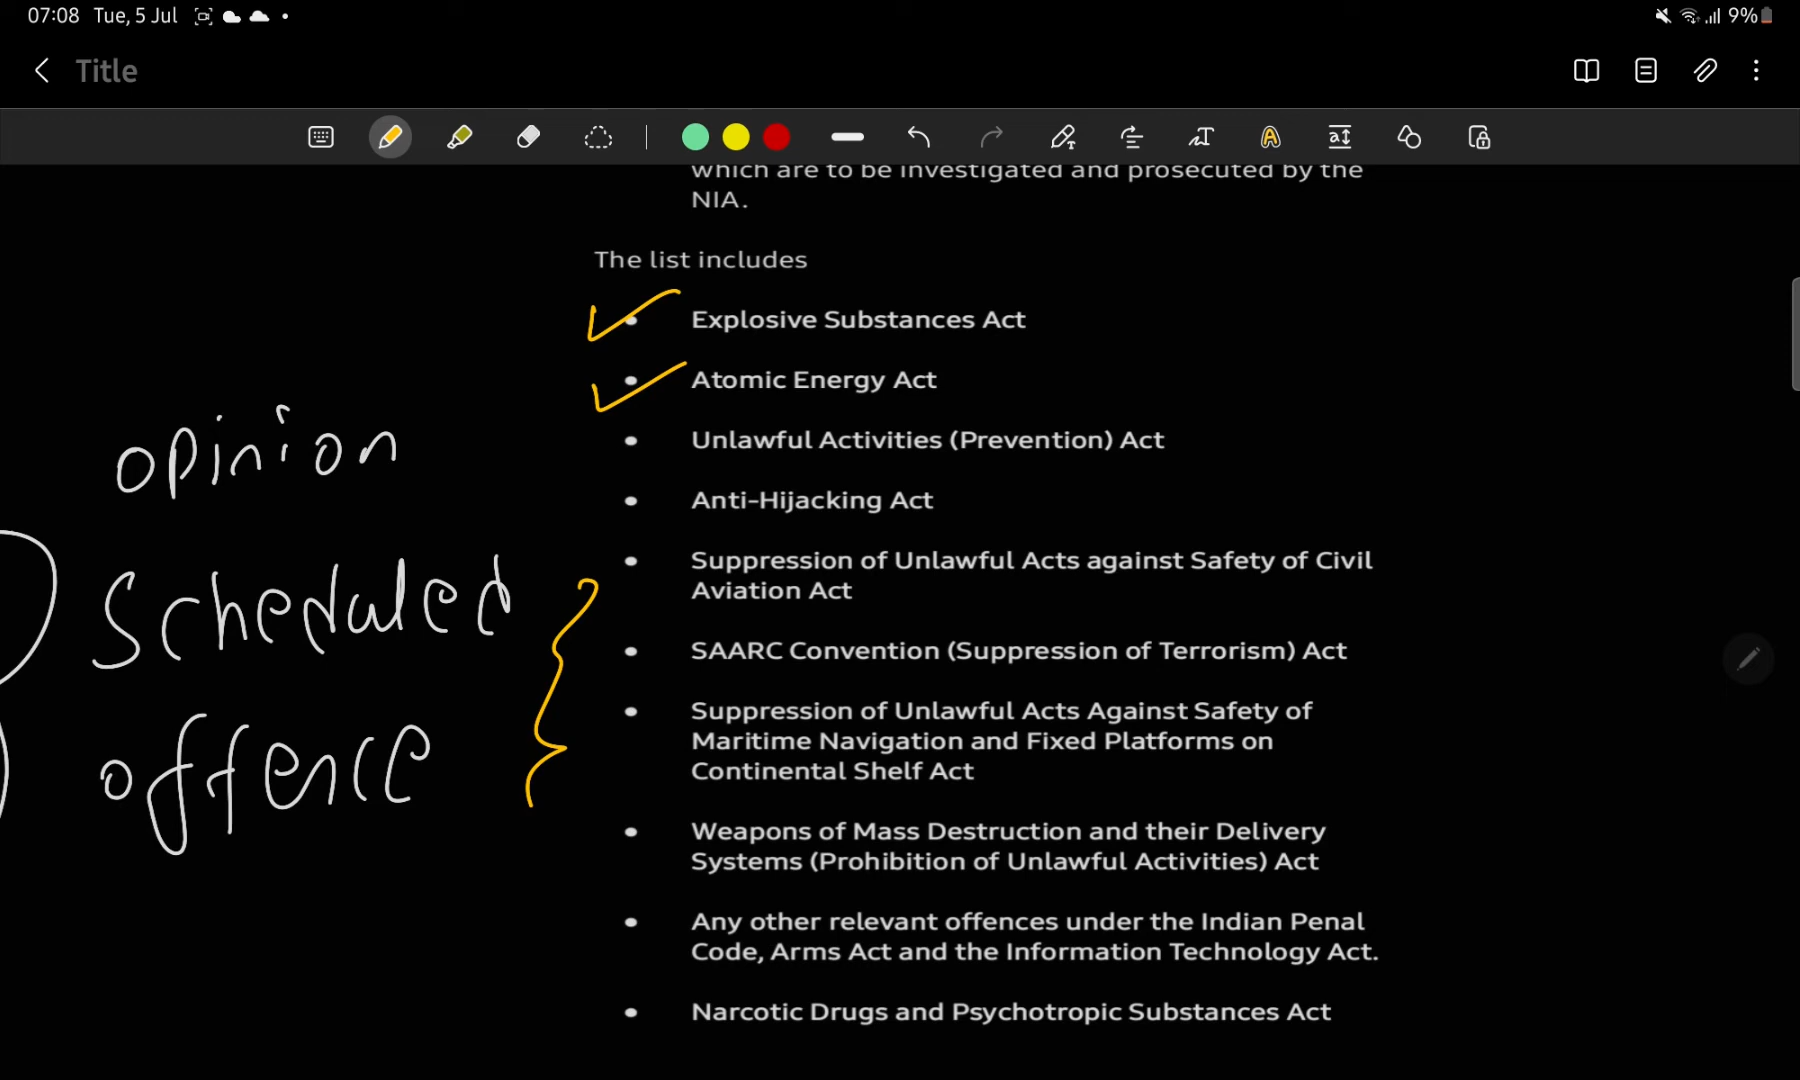 07:08 Tue, 5 Jul
9%
Title
which are to be investigated and prosecuted by the
NIA.
The list includes
• Explosive Substances Act
• Atomic Energy Act
• Unlawful Activities (Prevention) Act
• Anti-Hijacking Act
• Suppression of Unlawful Acts against Safety of Civil
Aviation Act
• SAARC Convention (Suppression of Terrorism) Act
• Suppression of Unlawful Acts Against Safety of
Maritime Navigation and Fixed Platforms on
Continental Shelf Act
• Weapons of Mass Destruction and their Delivery
Systems (Prohibition of Unlawful Activities) Act
• Any other relevant offences under the Indian Penal
Code, Arms Act and the Information Technology Act.
• Narcotic Drugs and Psychotropic Substances Act
opinion
Scheduled
offence